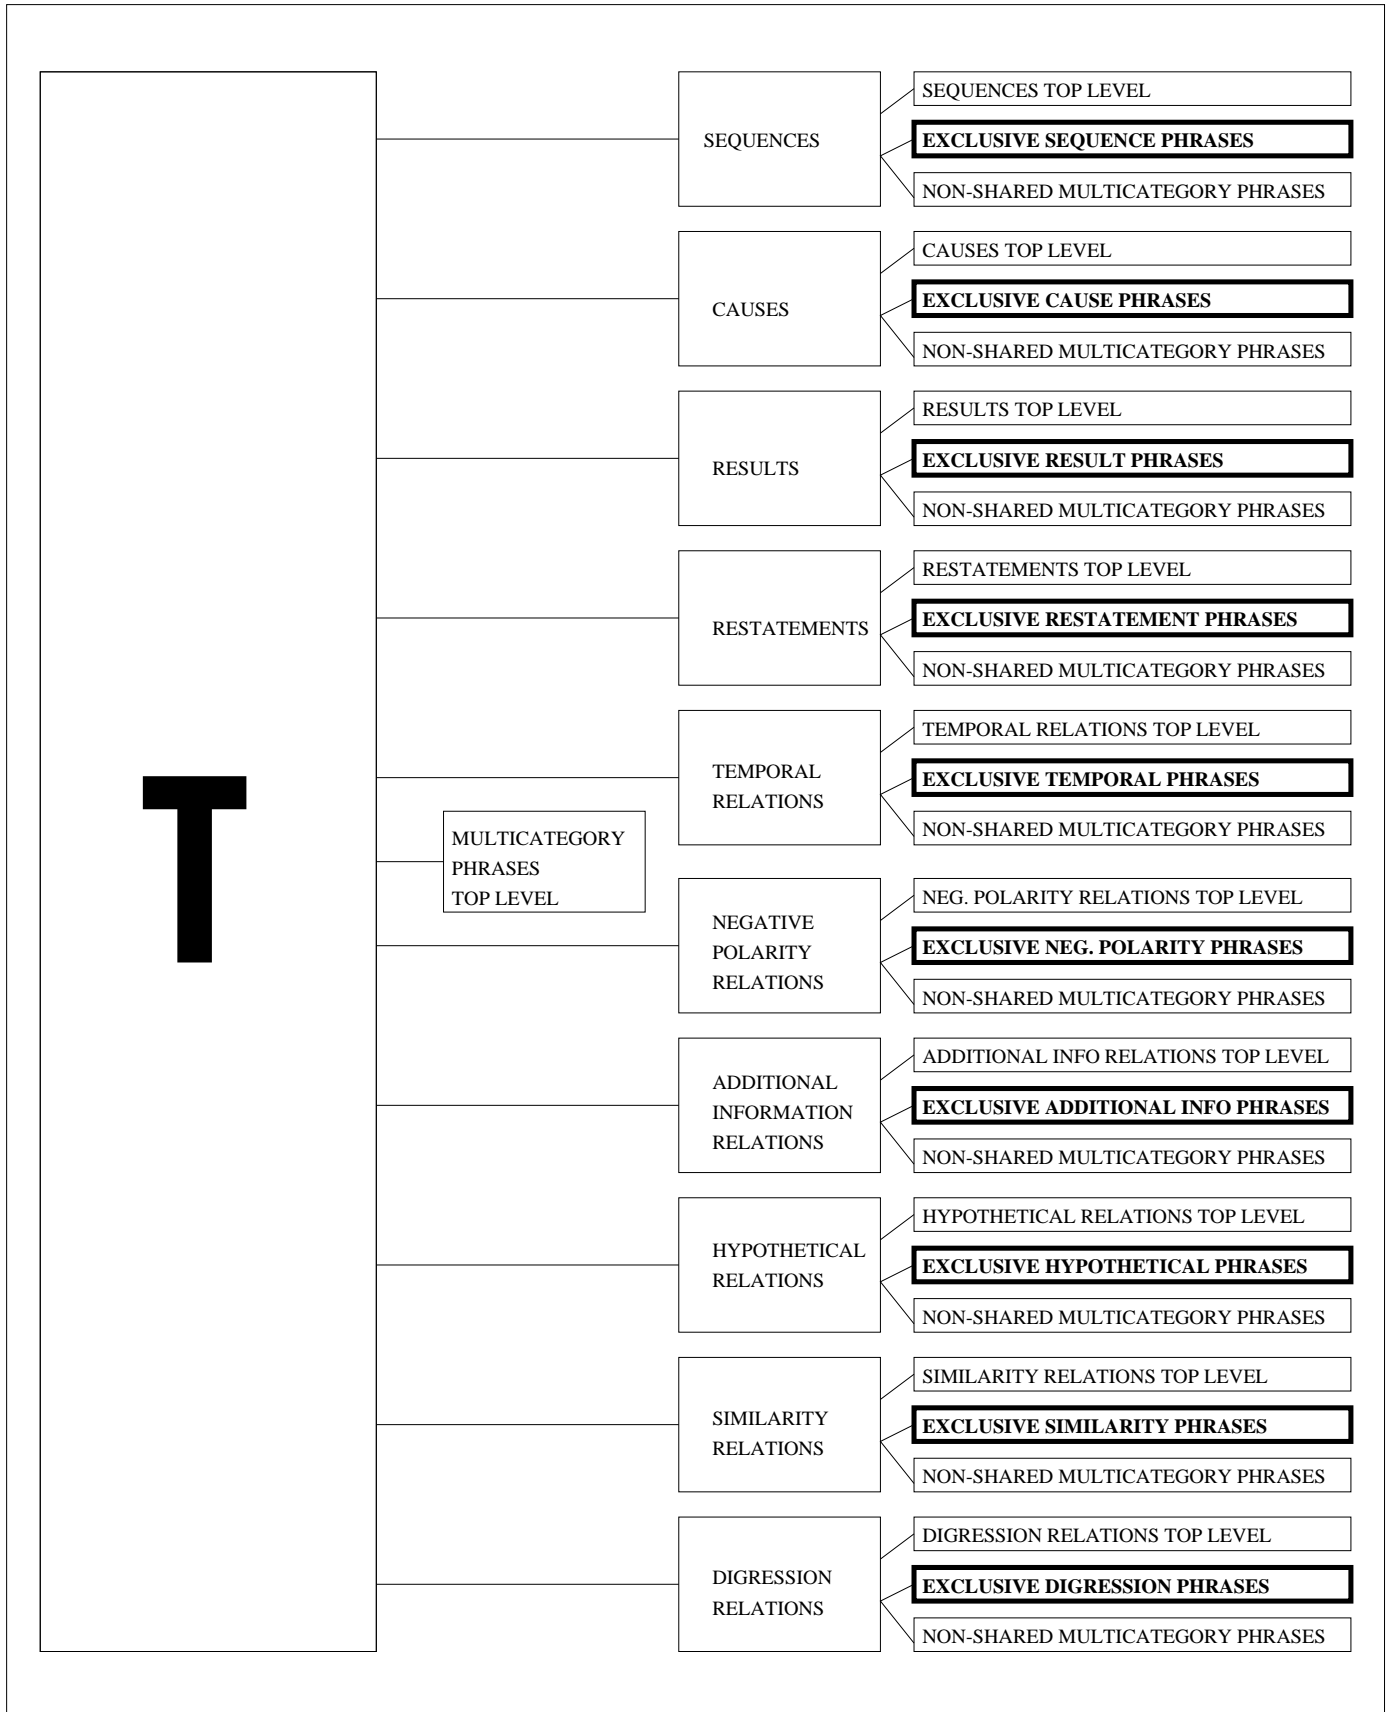 T
MULTICATEGORY
PHRASES
TOP LEVEL
SEQUENCES
SEQUENCES TOP LEVEL
EXCLUSIVE SEQUENCE PHRASES
NON-SHARED MULTICATEGORY PHRASES
CAUSES
CAUSES TOP LEVEL
EXCLUSIVE CAUSE PHRASES
NON-SHARED MULTICATEGORY PHRASES
RESULTS
RESULTS TOP LEVEL
EXCLUSIVE RESULT PHRASES
NON-SHARED MULTICATEGORY PHRASES
RESTATEMENTS
RESTATEMENTS TOP LEVEL
EXCLUSIVE RESTATEMENT PHRASES
NON-SHARED MULTICATEGORY PHRASES
TEMPORAL
RELATIONS
TEMPORAL RELATIONS TOP LEVEL
EXCLUSIVE TEMPORAL PHRASES
NON-SHARED MULTICATEGORY PHRASES
NEGATIVE
POLARITY
RELATIONS
NEG. POLARITY RELATIONS TOP LEVEL
EXCLUSIVE NEG. POLARITY PHRASES
NON-SHARED MULTICATEGORY PHRASES
ADDITIONAL
INFORMATION
RELATIONS
ADDITIONAL INFO RELATIONS TOP LEVEL
EXCLUSIVE ADDITIONAL INFO PHRASES
NON-SHARED MULTICATEGORY PHRASES
HYPOTHETICAL
RELATIONS
HYPOTHETICAL RELATIONS TOP LEVEL
EXCLUSIVE HYPOTHETICAL PHRASES
NON-SHARED MULTICATEGORY PHRASES
SIMILARITY
RELATIONS
SIMILARITY RELATIONS TOP LEVEL
EXCLUSIVE SIMILARITY PHRASES
NON-SHARED MULTICATEGORY PHRASES
DIGRESSION
RELATIONS
DIGRESSION RELATIONS TOP LEVEL
EXCLUSIVE DIGRESSION PHRASES
NON-SHARED MULTICATEGORY PHRASES